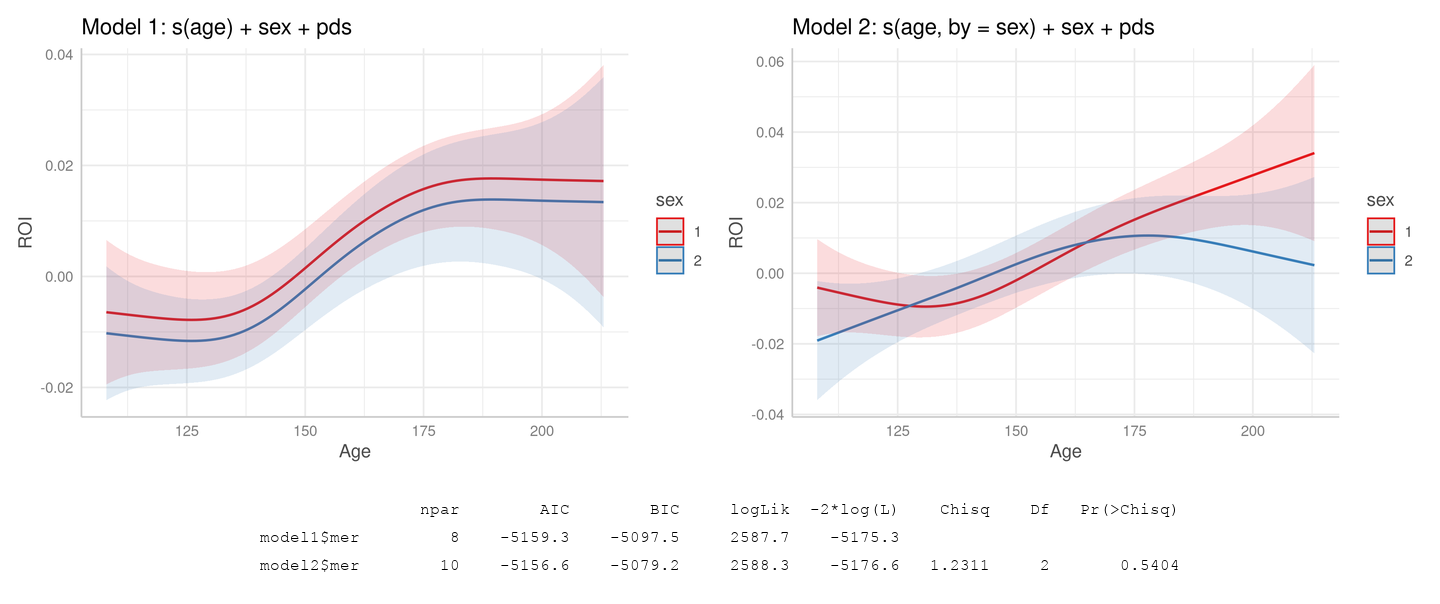 Model 1: s(age) + sex + pds
0.04
0.02
0.00
-0.02
ROI
125 150 175 200
Age
sex
1
2
Model 2: s(age, by = sex) + sex + pds
0.06
0.04
0.02
0.00
-0.02
-0.04
ROI
125 150 175 200
Age
sex
1
2
npar AIC BIC logLik -2*log(L) Chisq Df Pr(>Chisq)
model1$mer 8 -5159.3 -5097.5 2587.7 -5175.3
model2$mer 10 -5156.6 -5079.2 2588.3 -5176.6 1.2311 2 0.5404